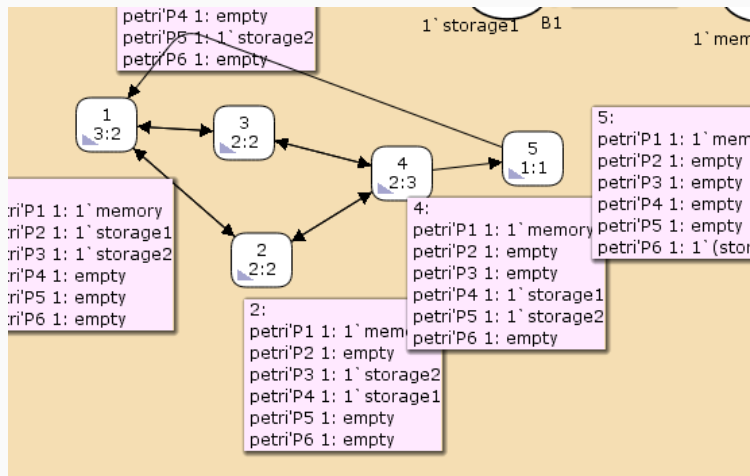 petri'P4 1: empty
petri'P5 1: 1`storage2
petri'P6 1: empty
1`storage1
B1
1`mem
1
3:2
3
2:2
4
2:3
5
1:1
2
2:2
5:
petri'P1 1: 1`mem
petri'P2 1: empty
petri'P3 1: empty
petri'P4 1: empty
petri'P5 1: empty
petri'P6 1: 1`(stor
tri'P1 1: 1`memory
tri'P2 1: 1`storage1
tri'P3 1: 1`storage2
tri'P4 1: empty
tri'P5 1: empty
tri'P6 1: empty
4:
petri'P1 1: 1`memory
petri'P2 1: empty
petri'P3 1: empty
petri'P4 1: 1`storage1
petri'P5 1: 1`storage2
petri'P6 1: empty
2:
petri'P1 1: 1`mem
petri'P2 1: empty
petri'P3 1: 1`storage2
petri'P4 1: 1`storage1
petri'P5 1: empty
petri'P6 1: empty